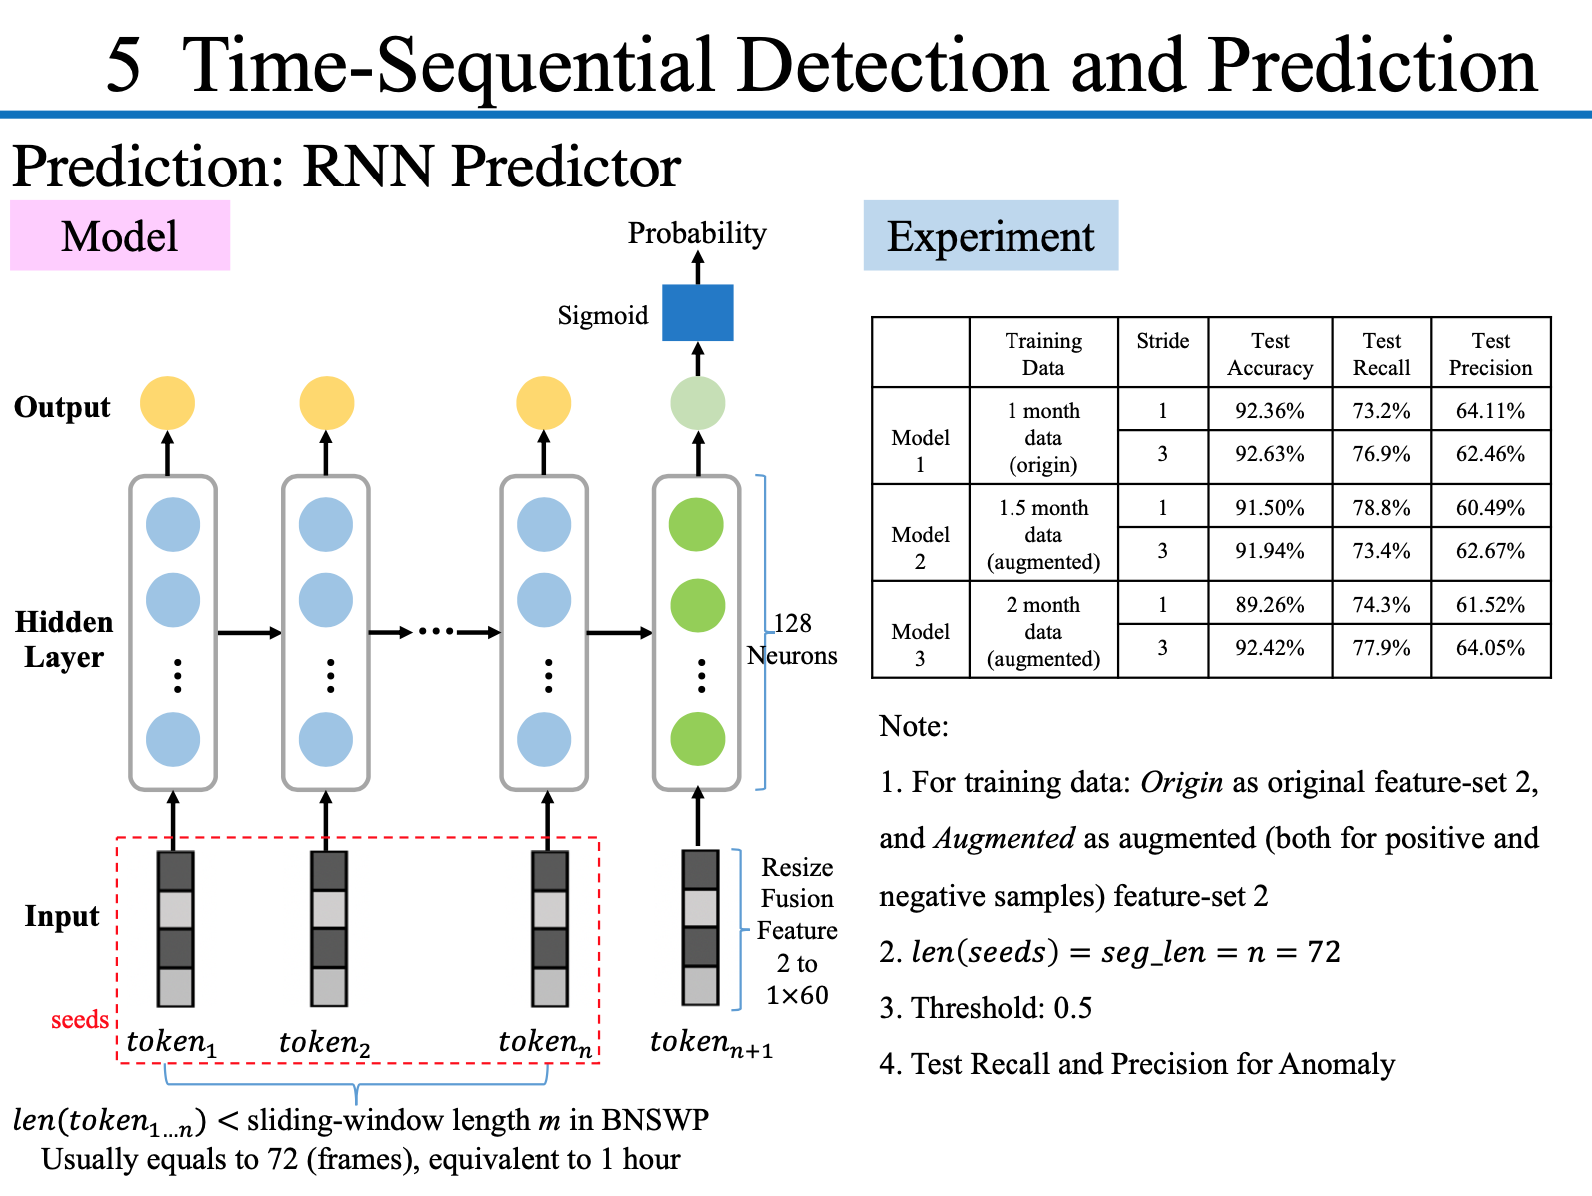 5 Time-Sequential Detection and Prediction
Prediction: RNN Predictor
Model
Probability
Sigmoid
Output
Hidden
Layer
128
Neurons
Input
Resize
Fusion
Feature
2 to
1×60
seeds
token₁
token₂
tokenₙ
tokenₙ₊₁
len(token₁…ₙ) < sliding-window length m in BNSWP
Usually equals to 72 (frames), equivalent to 1 hour
Experiment
Training Data Stride Test Accuracy Test Recall Test Precision
Model 1 1 month data (origin) 1 92.36% 73.2% 64.11%
3 92.63% 76.9% 62.46%
Model 2 1.5 month data (augmented) 1 91.50% 78.8% 60.49%
3 91.94% 73.4% 62.67%
Model 3 2 month data (augmented) 1 89.26% 74.3% 61.52%
3 92.42% 77.9% 64.05%
Note:
1. For training data: Origin as original feature-set 2,
and Augmented as augmented (both for positive and
negative samples) feature-set 2
2. len(seeds) = seg_len = n = 72
3. Threshold: 0.5
4. Test Recall and Precision for Anomaly